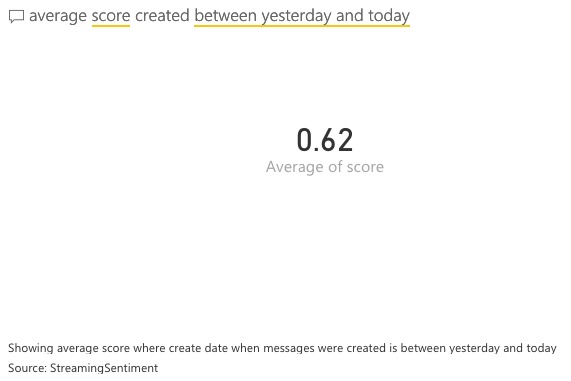 average score created between yesterday and today
0.62
Average of score
Showing average score where create date when messages were created is between yesterday and today
Source: StreamingSentiment